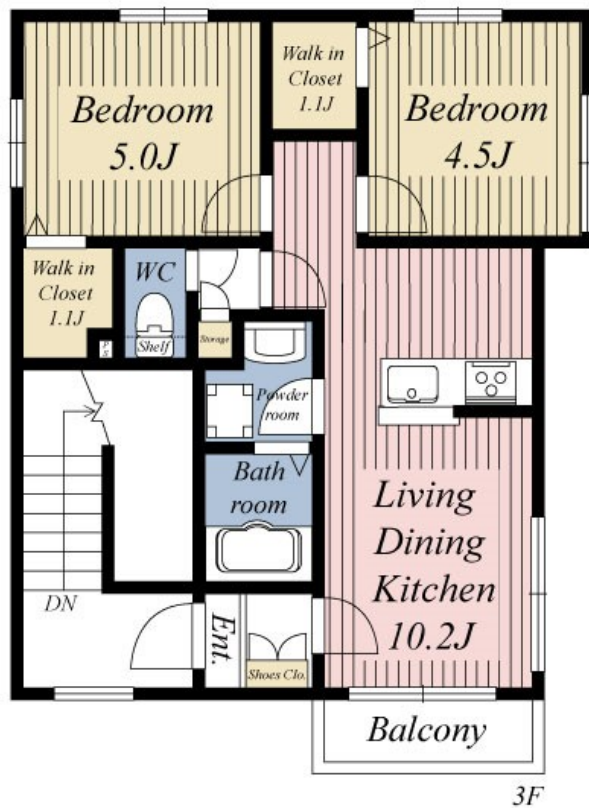 Walk in
Closet
1.1J
Bedroom
5.0J
Bedroom
4.5J
Walk in
Closet
1.1J
WC
Shelf
PS
Storage
Powder
room
Bath
room
Living
Dining
Kitchen
10.2J
DN
Ent.
Shoes Clo.
Balcony
3F